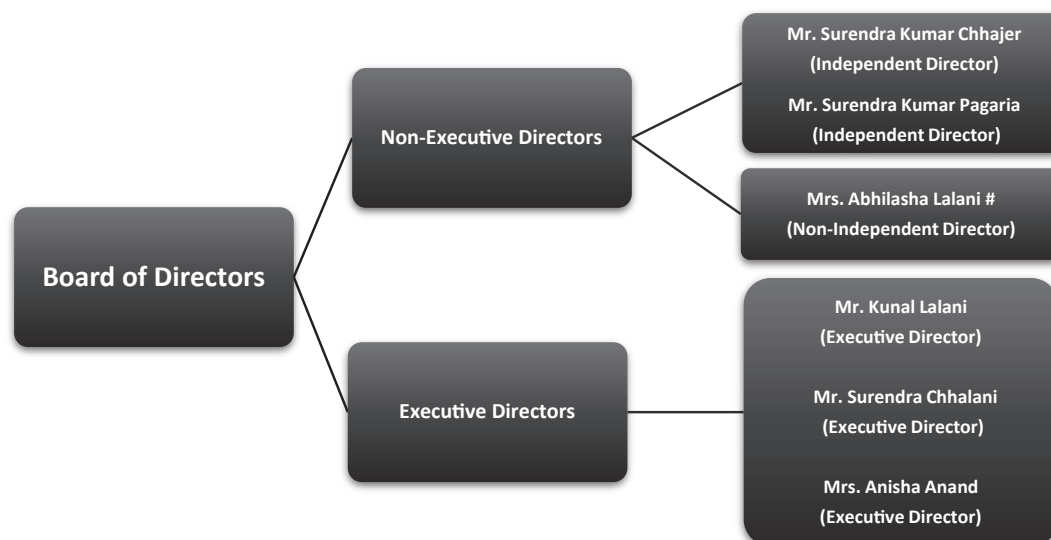 Board of Directors
Non-Executive Directors
Mr. Surendra Kumar Chhajer
(Independent Director)
Mr. Surendra Kumar Pagaria
(Independent Director)
Mrs. Abhilasha Lalani #
(Non-Independent Director)
Executive Directors
Mr. Kunal Lalani
(Executive Director)
Mr. Surendra Chhalani
(Executive Director)
Mrs. Anisha Anand
(Executive Director)